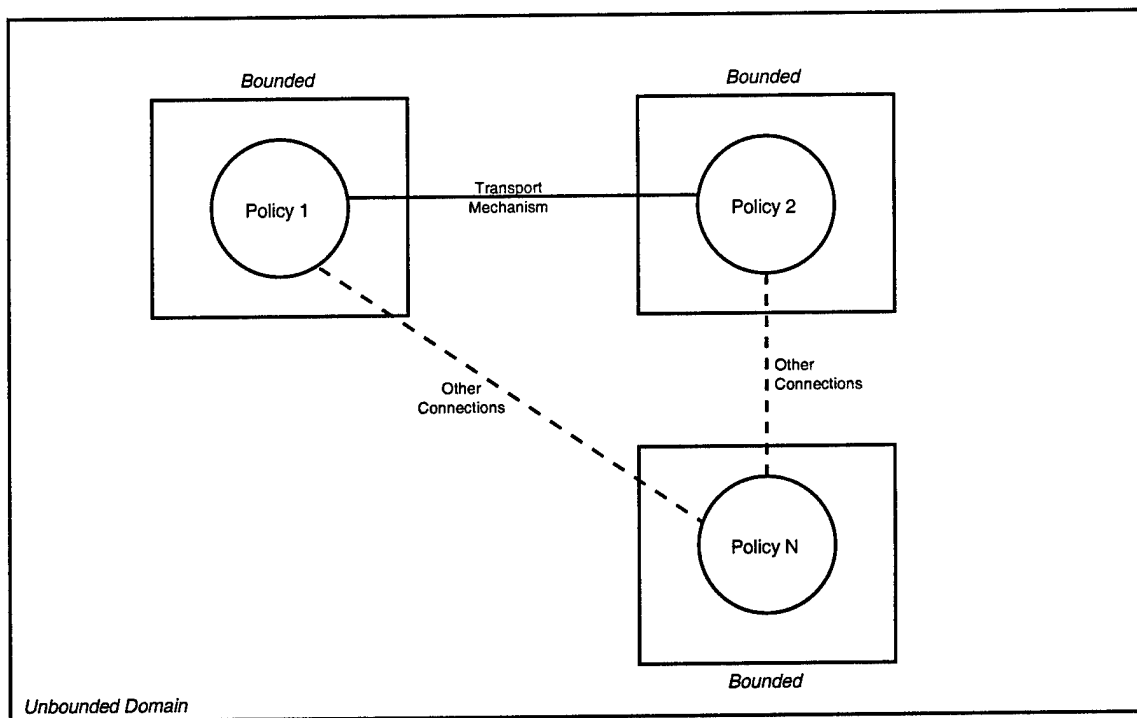 Bounded
Bounded
Policy 1
Transport
Mechanism
Policy 2
Other
Connections
Other
Connections
Policy N
Bounded
Unbounded Domain